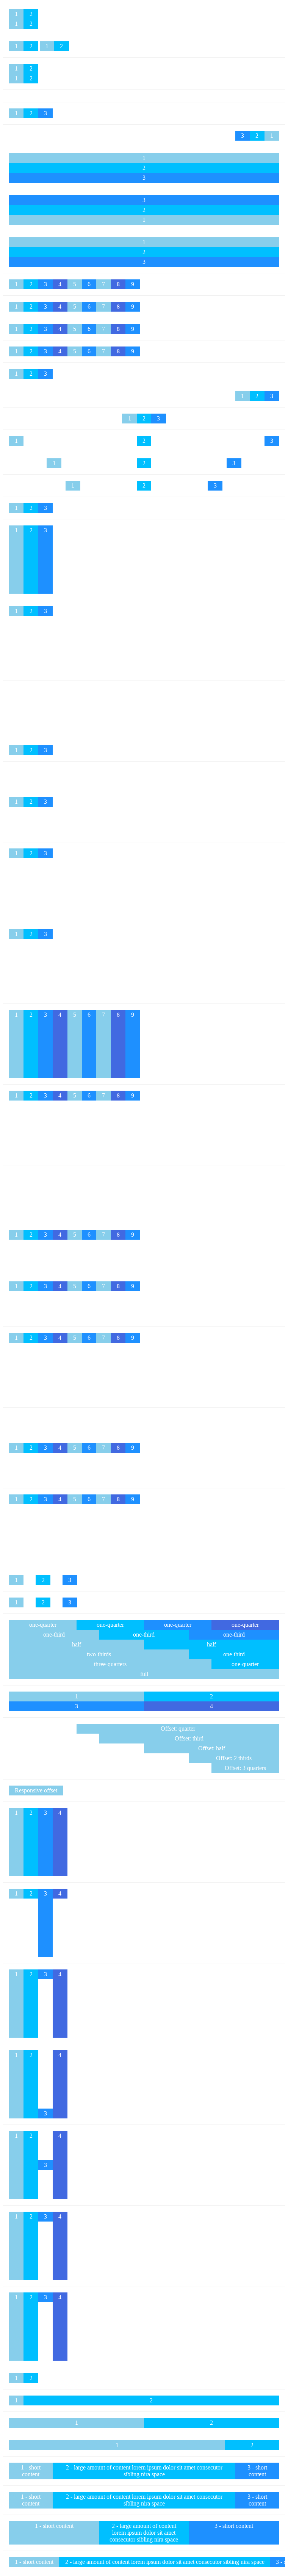 1 2
1 2
1 2 1 2
1 2
1 2
1 2 3
3 2 1
1
2
3
3
2
1
1
2
3
1 2 3 4 5 6 7 8 9
1 2 3 4 5 6 7 8 9
1 2 3 4 5 6 7 8 9
1 2 3 4 5 6 7 8 9
1 2 3
1 2 3
1 2 3
1 2 3
1 2 3
1 2 3
1 2 3
1 2 3
1 2 3
1 2 3
1 2 3
1 2 3
1 2 3
1 2 3 4 5 6 7 8 9
1 2 3 4 5 6 7 8 9
1 2 3 4 5 6 7 8 9
1 2 3 4 5 6 7 8 9
1 2 3 4 5 6 7 8 9
1 2 3 4 5 6 7 8 9
1 2 3 4 5 6 7 8 9
1 2 3
1 2 3
one-quarter one-quarter one-quarter one-quarter
one-third one-third one-third
half half
two-thirds one-third
three-quarters one-quarter
full
1 2
3 4
Offset: quarter
Offset: third
Offset: half
Offset: 2 thirds
Offset: 3 quarters
Responsive offset
1 2 3 4
1 2 3 4
1 2 3 4
1 2 4
3
1 2 4
3
1 2 3 4
1 2 3 4
1 2
1 2
1 2
1 2
1 - short 2 - large amount of content lorem ipsum dolor sit amet consecutor 3 - short
content sibling nira space content
1 - short 2 - large amount of content lorem ipsum dolor sit amet consecutor 3 - short
content sibling nira space content
1 - short content 2 - large amount of content 3 - short content
lorem ipsum dolor sit amet
consecutor sibling nira space
1 - short content 2 - large amount of content lorem ipsum dolor sit amet consecutor sibling nira space 3 -